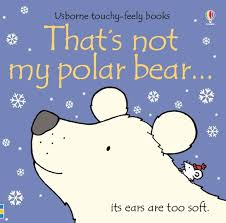 Usborne touchy-feely books
That's not
my polar bear...
its ears are too soft.